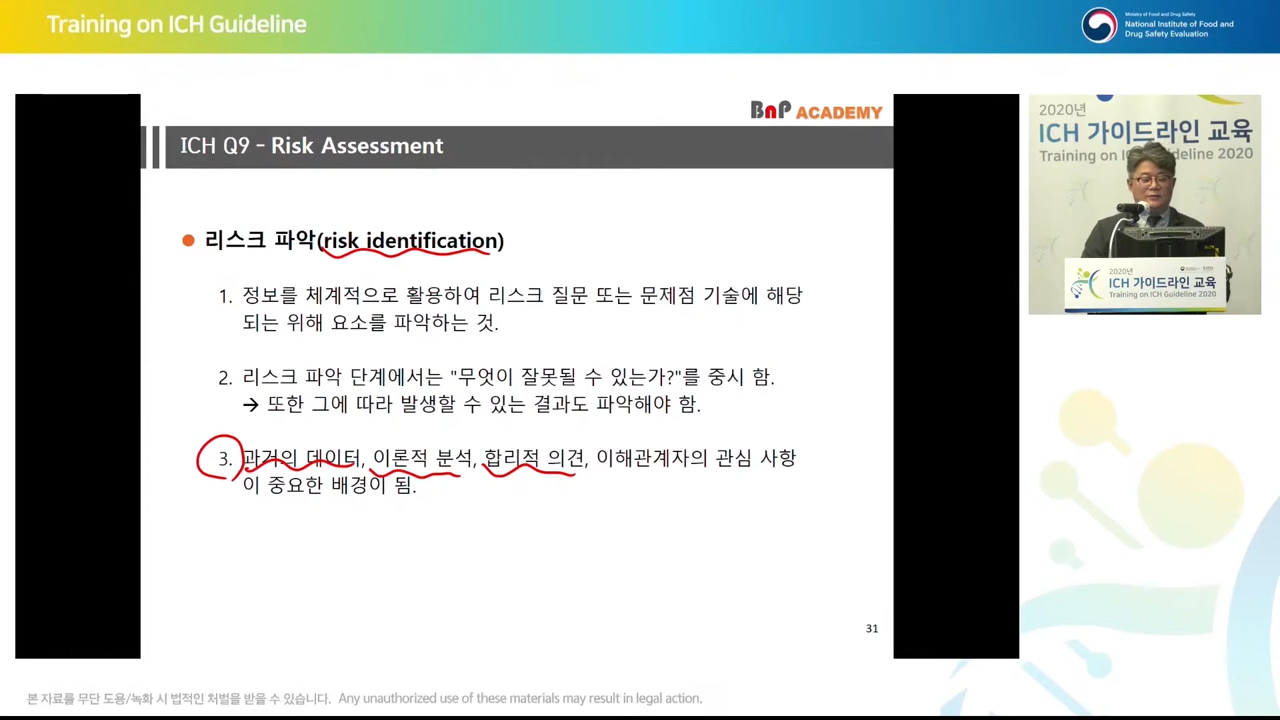 Training on ICH Guideline
Ministry of Food and Drug Safety
National Institute of Food and
Drug Safety Evaluation
BnP ACADEMY
ICH Q9 – Risk Assessment
리스크 파악(risk identification)
1. 정보를 체계적으로 활용하여 리스크 질문 또는 문제점 기술에 해당
되는 위해 요소를 파악하는 것.
2. 리스크 파악 단계에서는 "무엇이 잘못될 수 있는가?"를 중시 함.
→ 또한 그에 따라 발생할 수 있는 결과도 파악해야 함.
3. 과거의 데이터, 이론적 분석, 합리적 의견, 이해관계자의 관심 사항
이 중요한 배경이 됨.
31
2020년
ICH 가이드라인 교육
Training on ICH Guideline 2020
2020년
ICH 가이드라인 교육
Training on ICH Guideline 2020
본 자료를 무단 도용/녹화 시 법적인 처벌을 받을 수 있습니다. Any unauthorized use of these materials may result in legal action.